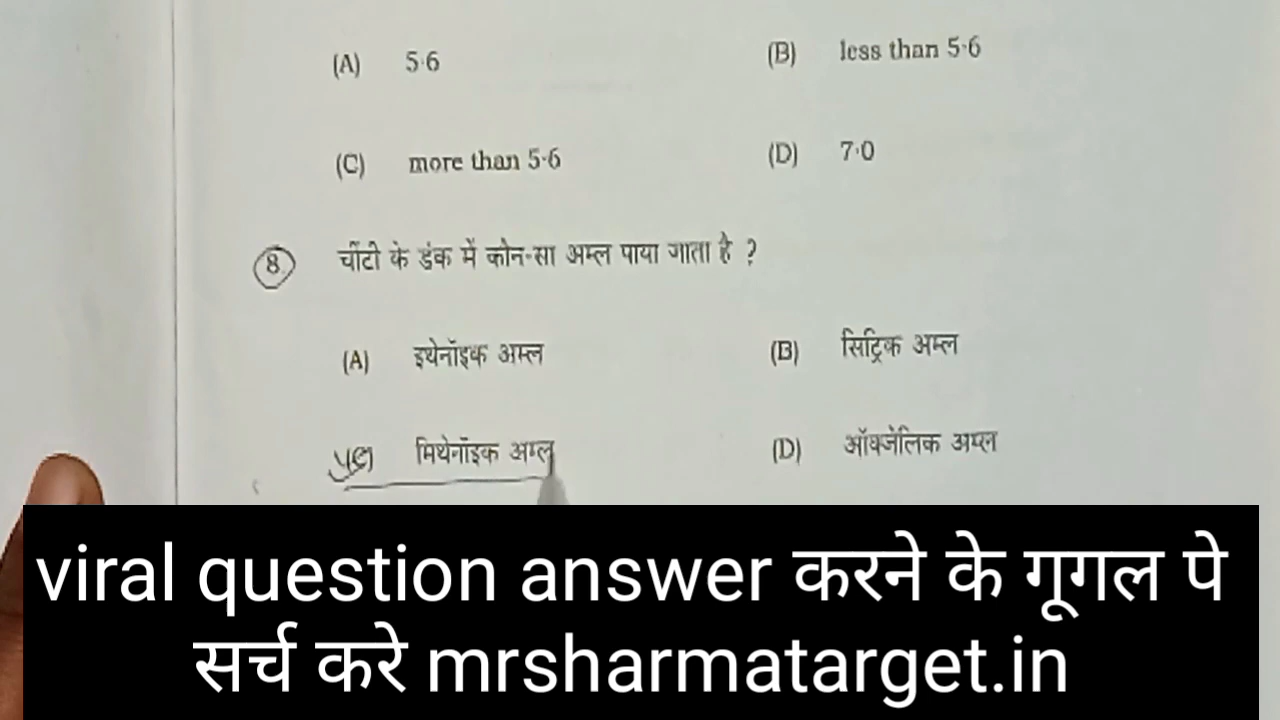 (A) 5·6 (B) less than 5·6
(C) more than 5·6 (D) 7·0
8. चींटी के डंक में कौन-सा अम्ल पाया जाता है ?
(A) इथेनॉइक अम्ल (B) सिट्रिक अम्ल
(C) मिथेनॉइक अम्ल (D) ऑक्जेलिक अम्ल
viral question answer करने के गूगल पे
सर्च करे mrsharmatarget.in